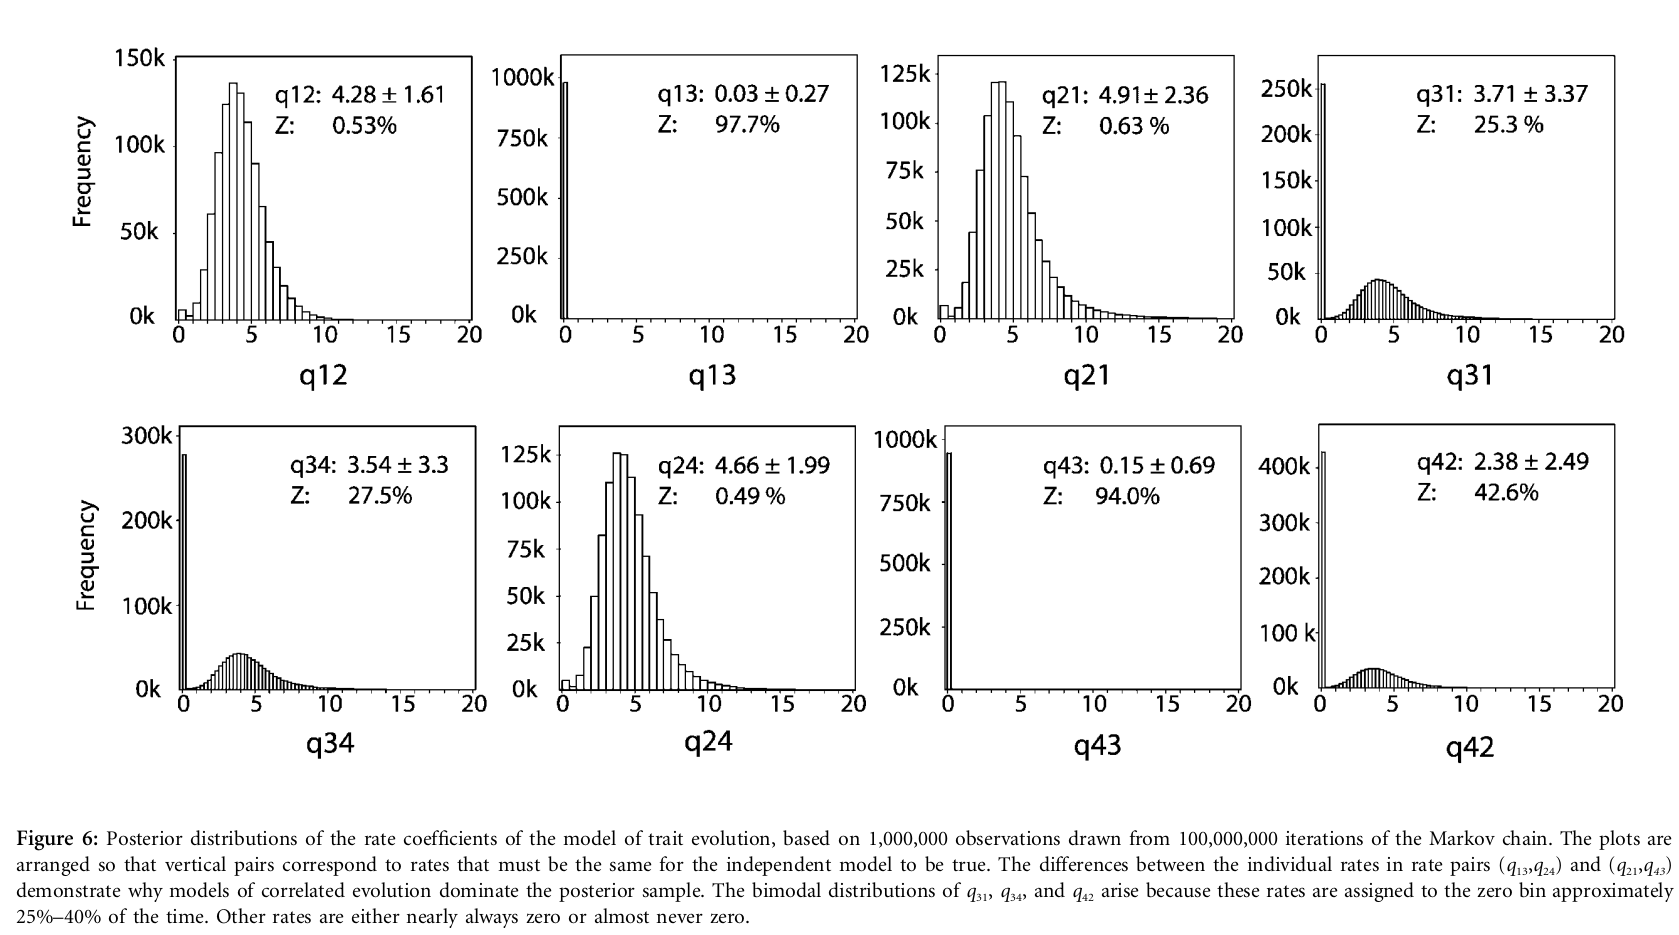 150k
100k
50k
0k
Frequency
q12: 4.28 ± 1.61
Z: 0.53%
0 5 10 15 20
q12
1000k
750k
500k
250k
0k
q13: 0.03 ± 0.27
Z: 97.7%
0 5 10 15 20
q13
125k
100k
75k
50k
25k
0k
q21: 4.91± 2.36
Z: 0.63 %
0 5 10 15 20
q21
250k
200k
150k
100k
50k
0k
q31: 3.71 ± 3.37
Z: 25.3 %
0 5 10 15 20
q31
300k
200k
100k
0k
Frequency
q34: 3.54 ± 3.3
Z: 27.5%
0 5 10 15 20
q34
125k
100k
75k
50k
25k
0k
q24: 4.66 ± 1.99
Z: 0.49 %
0 5 10 15 20
q24
1000k
750k
500k
250k
0k
q43: 0.15 ± 0.69
Z: 94.0%
0 5 10 15 20
q43
400k
300k
200k
100 k
0k
q42: 2.38 ± 2.49
Z: 42.6%
0 5 10 15 20
q42
Figure 6: Posterior distributions of the rate coefficients of the model of trait evolution, based on 1,000,000 observations drawn from 100,000,000 iterations of the Markov chain. The plots are
arranged so that vertical pairs correspond to rates that must be the same for the independent model to be true. The differences between the individual rates in rate pairs (q13,q24) and (q21,q43)
demonstrate why models of correlated evolution dominate the posterior sample. The bimodal distributions of q31, q34, and q42 arise because these rates are assigned to the zero bin approximately
25%–40% of the time. Other rates are either nearly always zero or almost never zero.